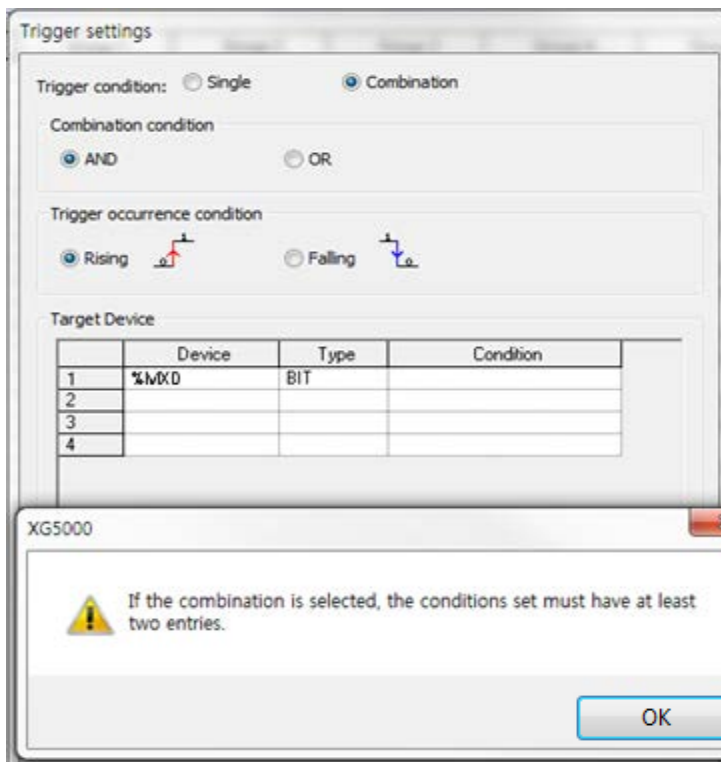 Trigger settings
Trigger condition: Single Combination
Combination condition
AND OR
Trigger occurrence condition
Rising Falling
Target Device
Device Type Condition
1 %MX0 BIT
2
3
4
XG5000
If the combination is selected, the conditions set must have at least
two entries.
OK